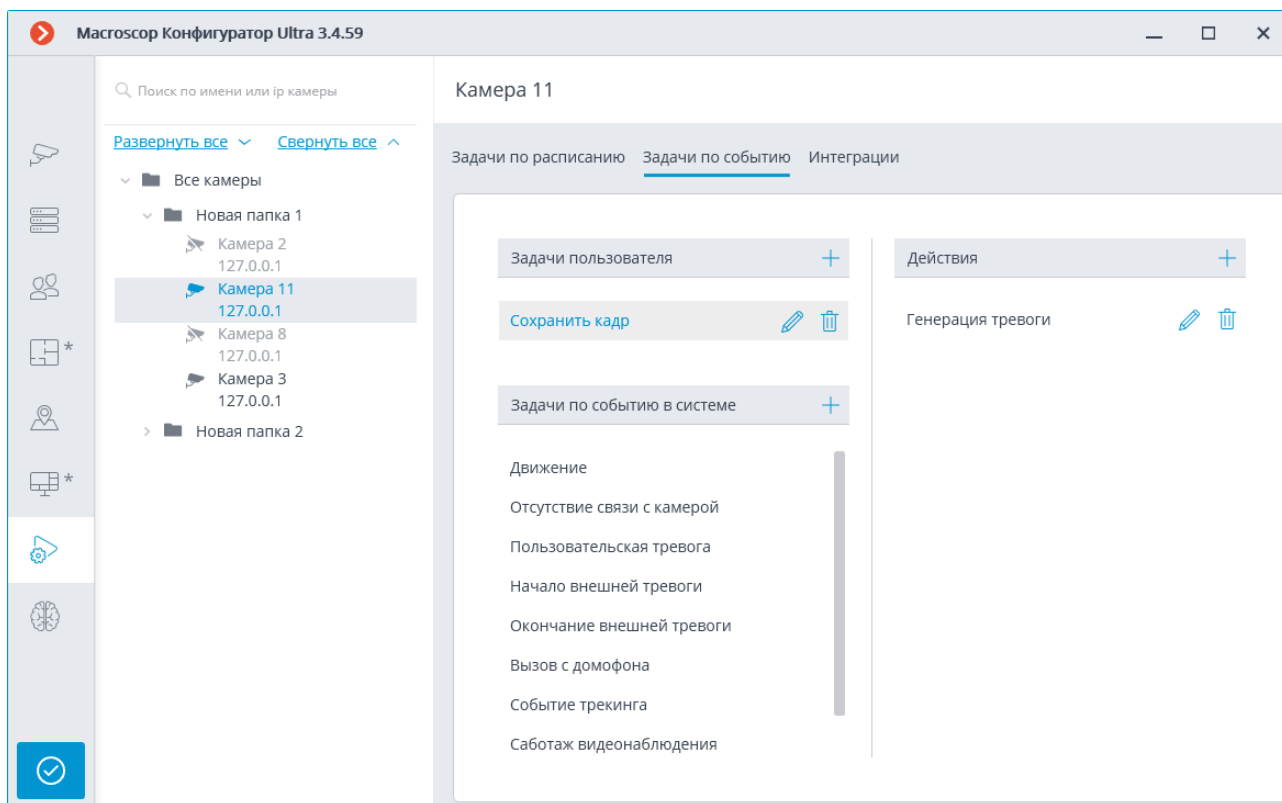 Macroscop Конфигуратор Ultra 3.4.59
Поиск по имени или ip камеры
Развернуть все
Свернуть все
Все камеры
Новая папка 1
Камера 2
127.0.0.1
Камера 11
127.0.0.1
Камера 8
127.0.0.1
Камера 3
127.0.0.1
Новая папка 2
*
*
Камера 11
Задачи по расписанию
Задачи по событию
Интеграции
Задачи пользователя
Сохранить кадр
Задачи по событию в системе
Движение
Отсутствие связи с камерой
Пользовательская тревога
Начало внешней тревоги
Окончание внешней тревоги
Вызов с домофона
Событие трекинга
Саботаж видеонаблюдения
Действия
Генерация тревоги